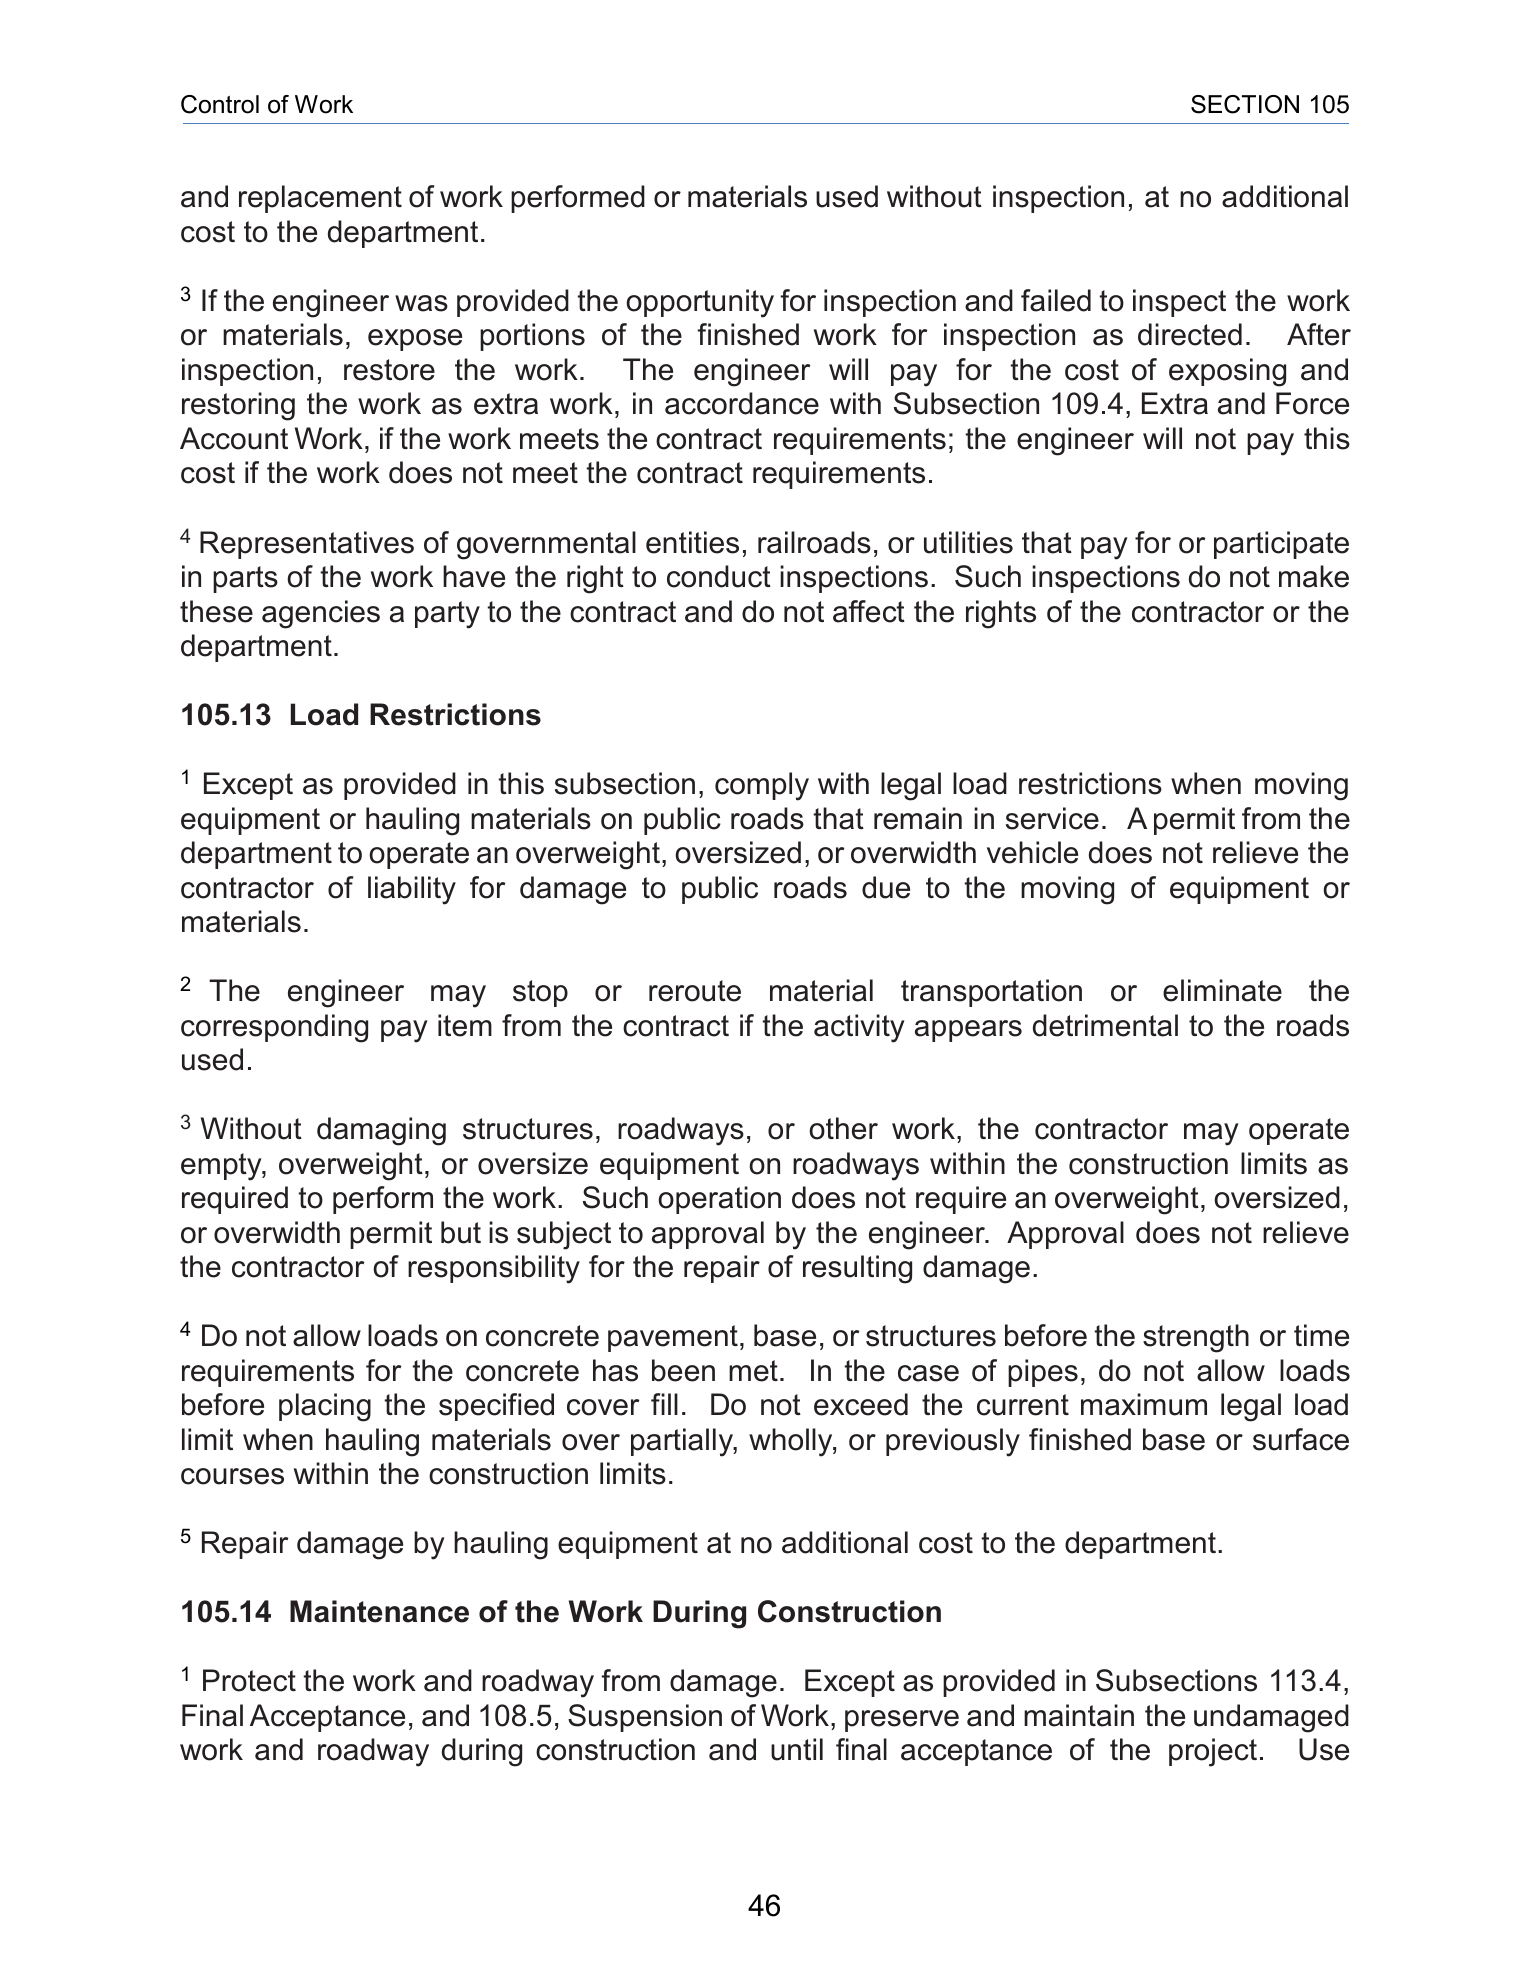 Control of Work SECTION 105
and replacement of work performed or materials used without inspection, at no additional
cost to the department.
3 If the engineer was provided the opportunity for inspection and failed to inspect the work
or materials, expose portions of the finished work for inspection as directed. After
inspection, restore the work. The engineer will pay for the cost of exposing and
restoring the work as extra work, in accordance with Subsection 109.4, Extra and Force
Account Work, if the work meets the contract requirements; the engineer will not pay this
cost if the work does not meet the contract requirements.
4 Representatives of governmental entities, railroads, or utilities that pay for or participate
in parts of the work have the right to conduct inspections. Such inspections do not make
these agencies a party to the contract and do not affect the rights of the contractor or the
department.
105.13 Load Restrictions
1 Except as provided in this subsection, comply with legal load restrictions when moving
equipment or hauling materials on public roads that remain in service. A permit from the
department to operate an overweight, oversized, or overwidth vehicle does not relieve the
contractor of liability for damage to public roads due to the moving of equipment or
materials.
2 The engineer may stop or reroute material transportation or eliminate the
corresponding pay item from the contract if the activity appears detrimental to the roads
used.
3 Without damaging structures, roadways, or other work, the contractor may operate
empty, overweight, or oversize equipment on roadways within the construction limits as
required to perform the work. Such operation does not require an overweight, oversized,
or overwidth permit but is subject to approval by the engineer. Approval does not relieve
the contractor of responsibility for the repair of resulting damage.
4 Do not allow loads on concrete pavement, base, or structures before the strength or time
requirements for the concrete has been met. In the case of pipes, do not allow loads
before placing the specified cover fill. Do not exceed the current maximum legal load
limit when hauling materials over partially, wholly, or previously finished base or surface
courses within the construction limits.
5 Repair damage by hauling equipment at no additional cost to the department.
105.14 Maintenance of the Work During Construction
1 Protect the work and roadway from damage. Except as provided in Subsections 113.4,
Final Acceptance, and 108.5, Suspension of Work, preserve and maintain the undamaged
work and roadway during construction and until final acceptance of the project. Use
46